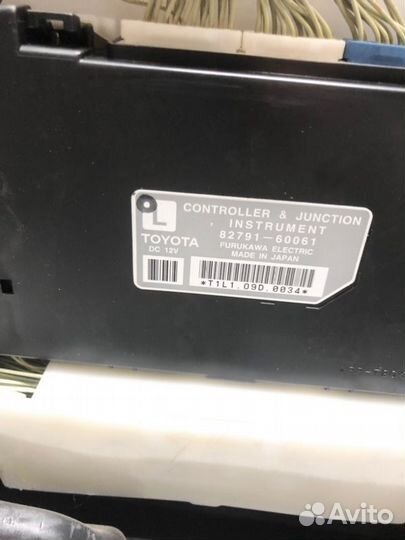 L
CONTROLLER & JUNCTION
INSTRUMENT
TOYOTA
82791-60061
DC 12V
FURUKAWA ELECTRIC
MADE IN JAPAN
*T1L1.09D.0034*
Avito